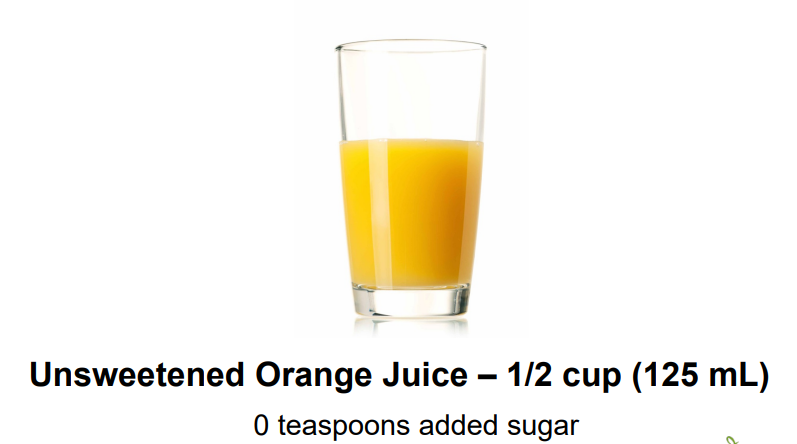 Unsweetened Orange Juice – 1/2 cup (125 mL)
0 teaspoons added sugar